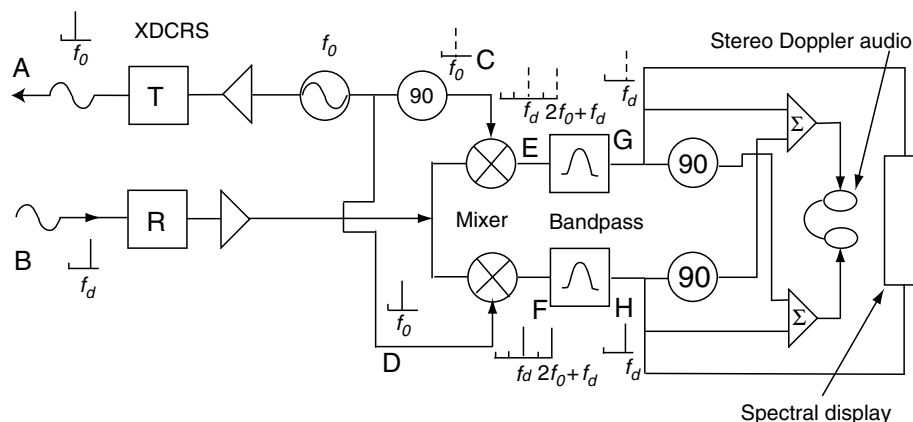 XDCRS
f0
C
Stereo Doppler audio
f0
f0
A
T
90
fd 2f0+fd
fd
Σ
E
G
90
B
R
Mixer
Bandpass
fd
f0
90
F
H
Σ
D
fd 2f0+fd
fd
Spectral display